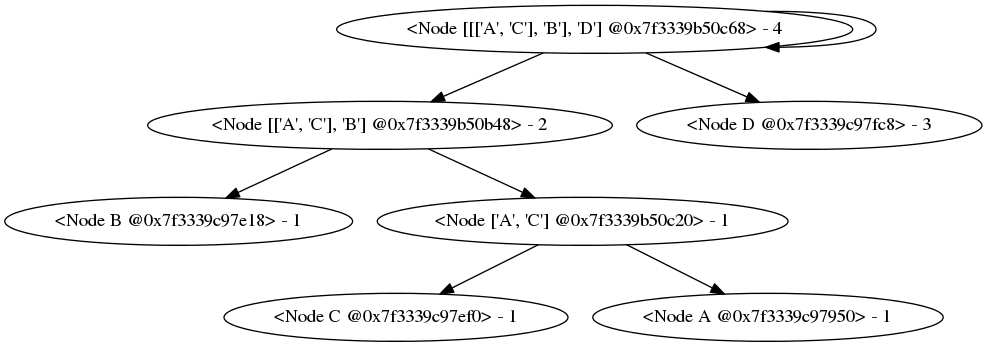 <Node [[['A', 'C'], 'B'], 'D'] @0x7f3339b50c68> - 4
<Node [['A', 'C'], 'B'] @0x7f3339b50b48> - 2
<Node D @0x7f3339c97fc8> - 3
<Node B @0x7f3339c97e18> - 1
<Node ['A', 'C'] @0x7f3339b50c20> - 1
<Node C @0x7f3339c97ef0> - 1
<Node A @0x7f3339c97950> - 1